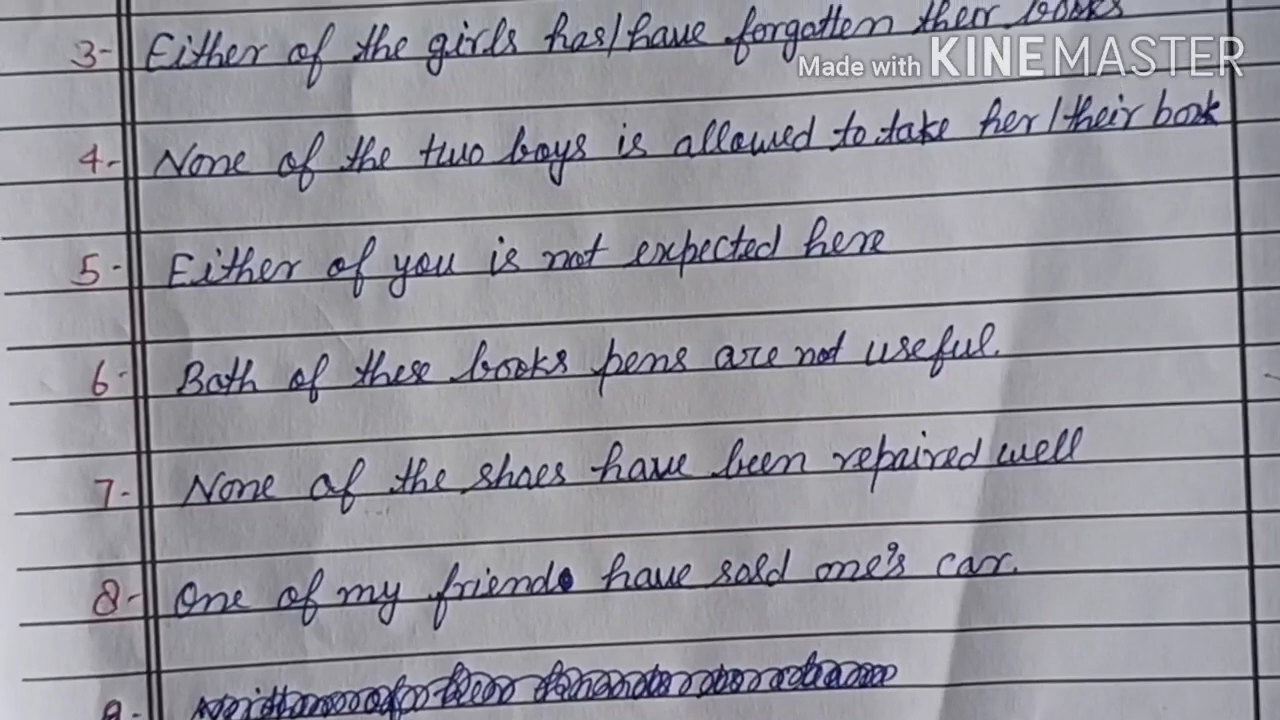 3- Either of the girls has/have forgotten their books
Made with KINEMASTER
4- None of the two boys is allowed to take her/their book
5- Either of you is not expected here
6- Both of these books pens are not useful.
7- None of the shoes have been repaired well
8- One of my friends have sold one's car.
9-